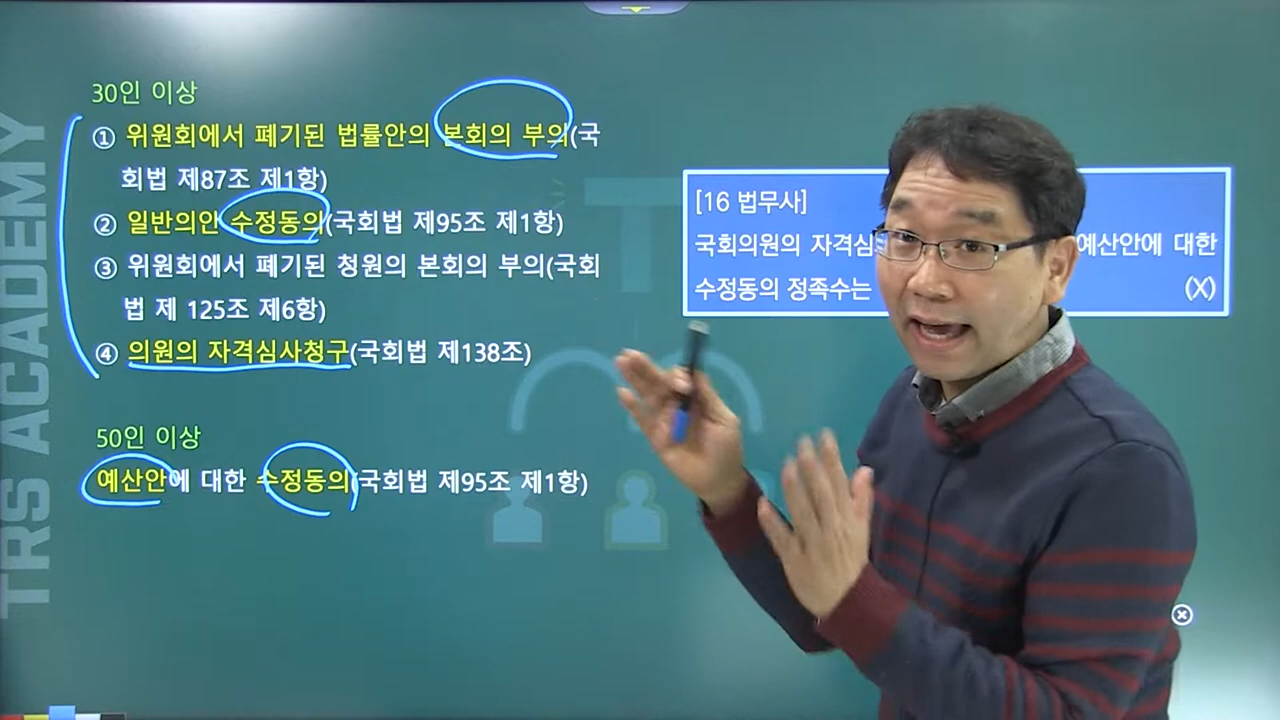 TRS ACADEMY
30인 이상
① 위원회에서 폐기된 법률안의 본회의 부의(국
회법 제87조 제1항)
② 일반의안 수정동의(국회법 제95조 제1항)
③ 위원회에서 폐기된 청원의 본회의 부의(국회
법 제 125조 제6항)
④ 의원의 자격심사청구(국회법 제138조)
50인 이상
예산안에 대한 수정동의(국회법 제95조 제1항)
[16 법무사]
국회의원의 자격심 예산안에 대한
수정동의 정족수는 (X)